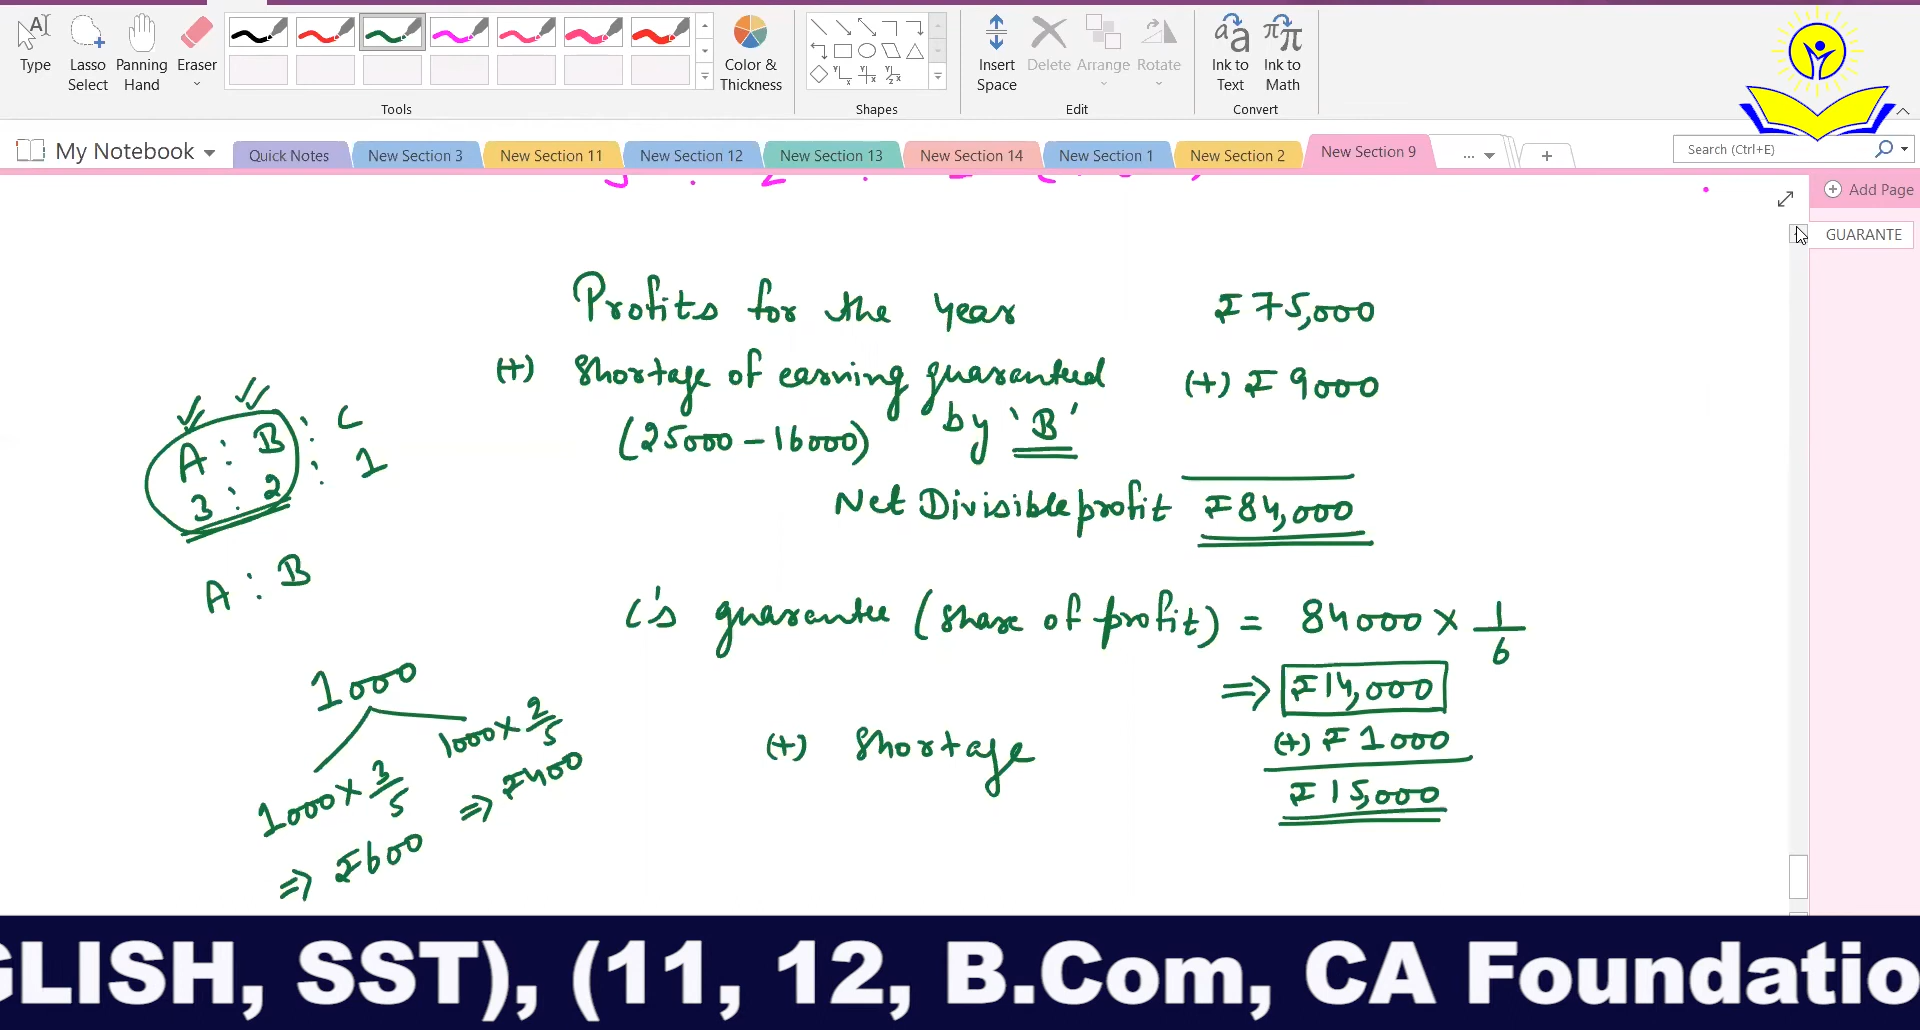 Type
Lasso Select
Panning Hand
Eraser
Tools
Color & Thickness
Shapes
Insert Space
Delete
Arrange
Rotate
Edit
Ink to Text
Ink to Math
Convert
My Notebook
Quick Notes
New Section 3
New Section 11
New Section 12
New Section 13
New Section 14
New Section 1
New Section 2
New Section 9
...
Search (Ctrl+E)
Add Page
GUARANTE
Profits for the year ₹75,000
(+) Shortage of earning guaranteed (+) ₹9000
(25000 - 16000) by 'B'
Net Divisible profit ₹84,000
A : B : C
3 : 2 : 1
A : B
C's guarantee (share of profit) = 84000 × 1/6
⇒ ₹14,000
(+) Shortage (+) ₹1000
₹15,000
1000
1000 × 2/5
⇒ ₹400
1000 × 3/5
⇒ ₹600
GLISH, SST), (11, 12, B.Com, CA Foundatio